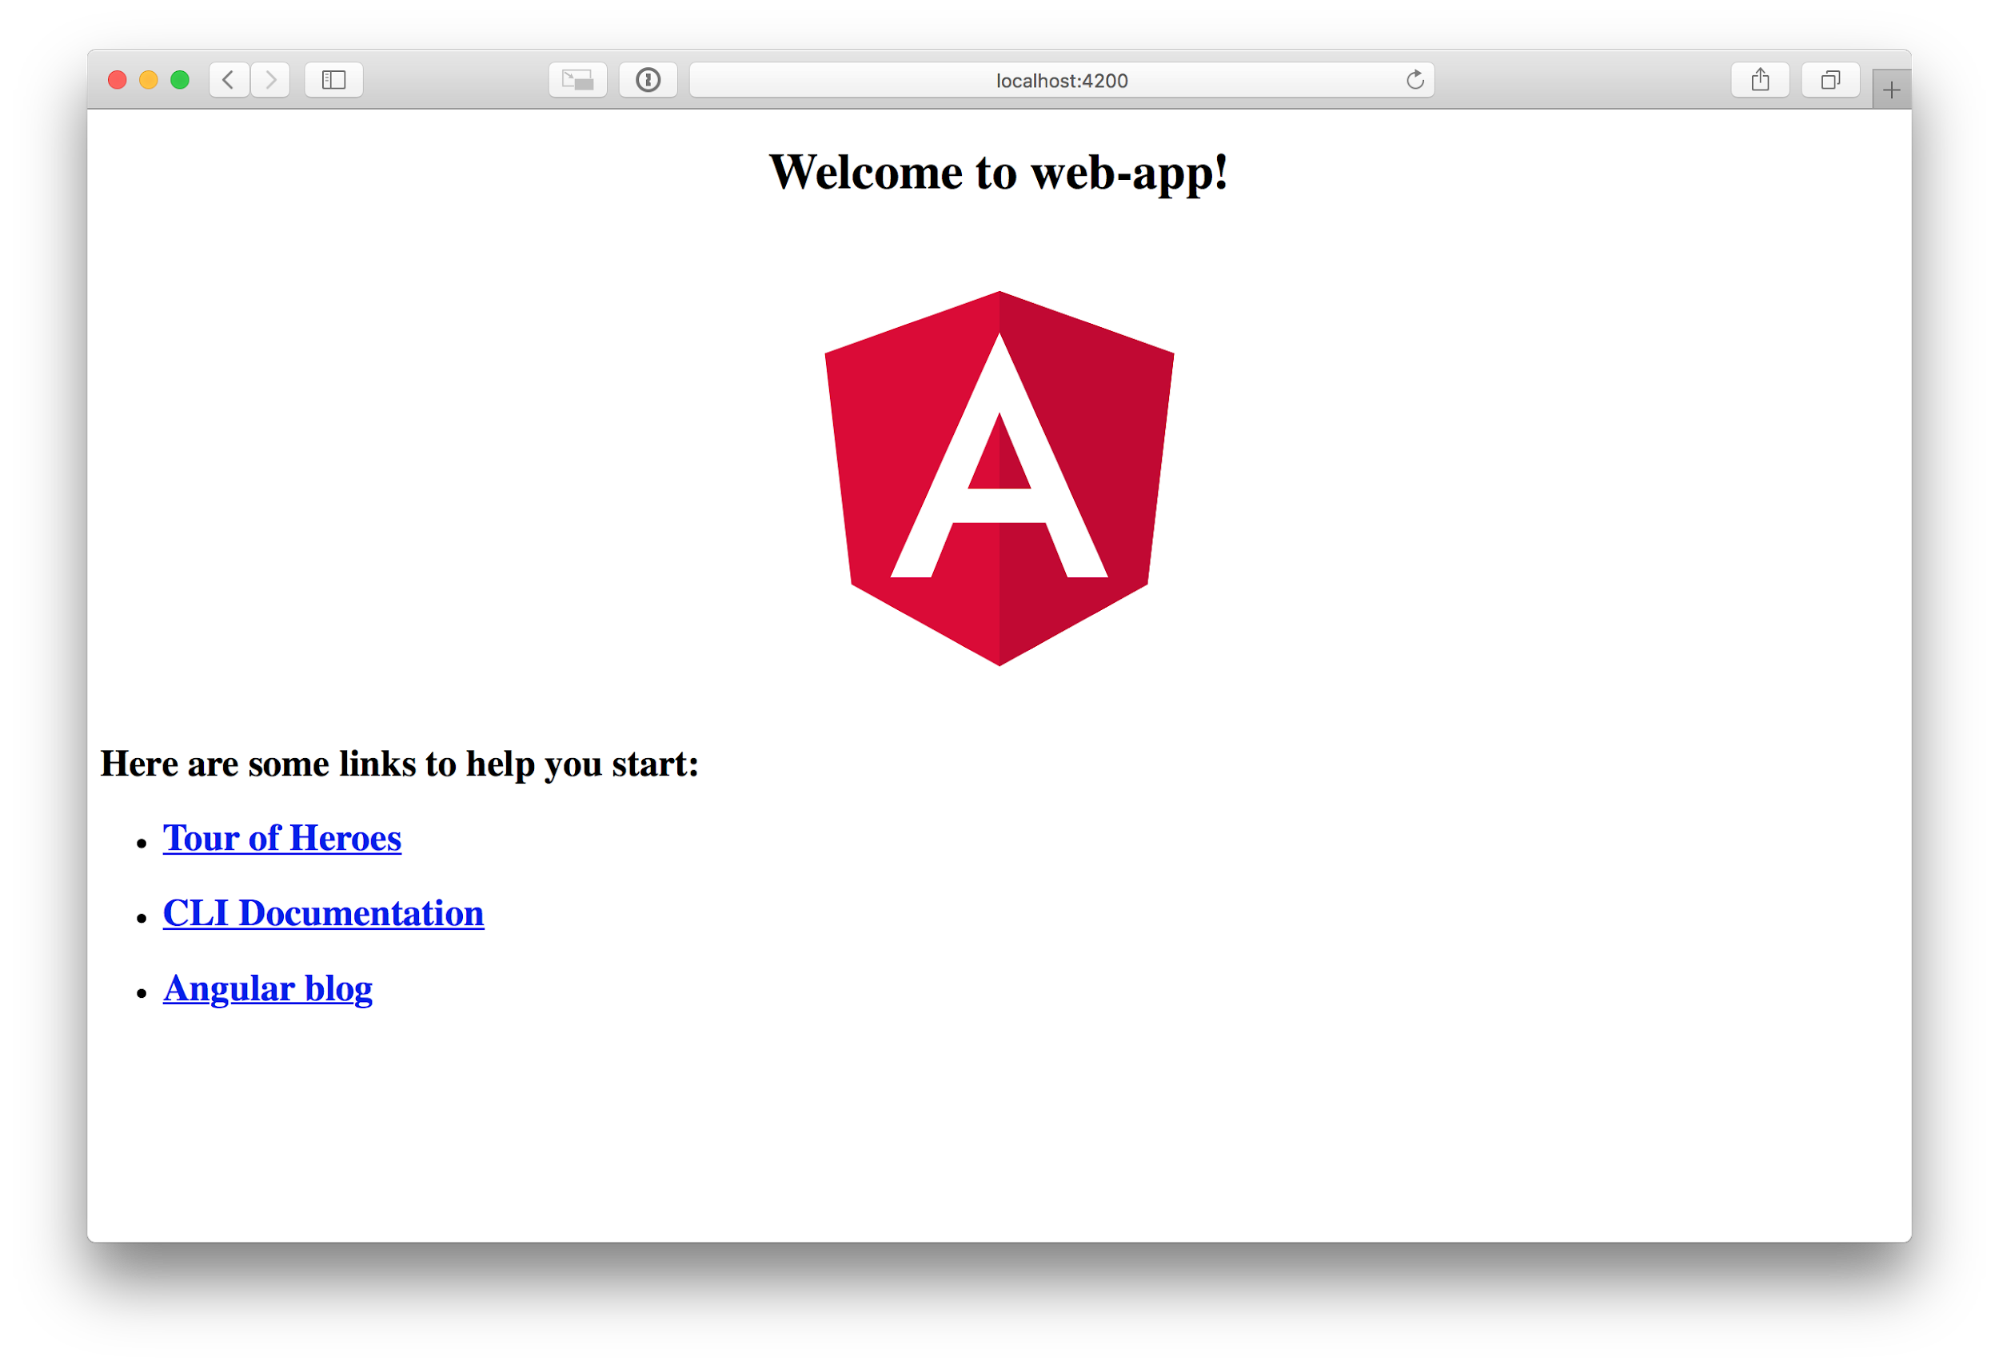 localhost:4200
Welcome to web-app!
A
Here are some links to help you start:
Tour of Heroes
CLI Documentation
Angular blog